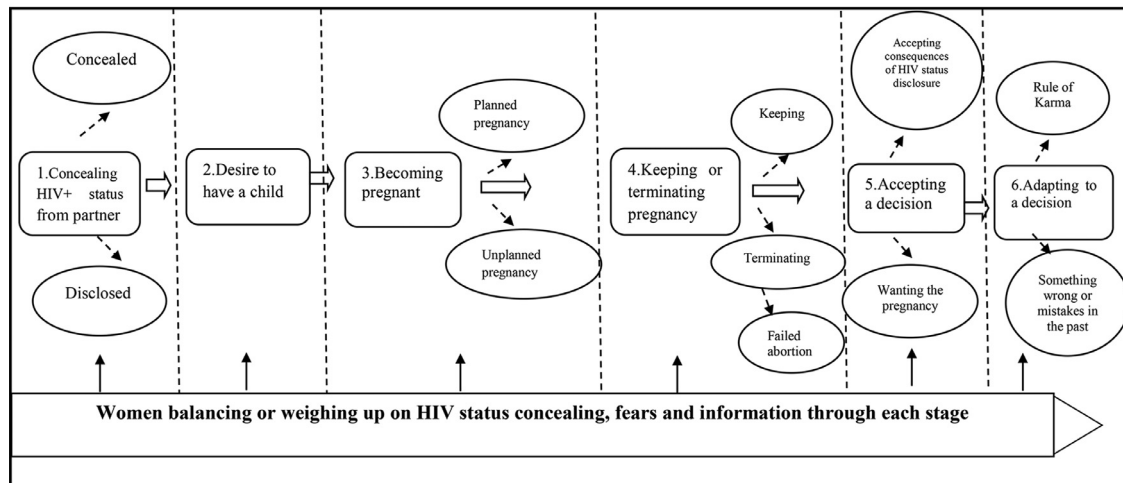 Concealed
1.Concealing
HIV+ status
from partner
Disclosed
2.Desire to
have a child
3.Becoming
pregnant
Planned
pregnancy
Unplanned
pregnancy
4.Keeping or
terminating
pregnancy
Keeping
Terminating
Failed
abortion
Accepting
consequences
of HIV status
disclosure
5.Accepting
a decision
Wanting the
pregnancy
Rule of
Karma
6.Adapting to
a decision
Something
wrong or
mistakes in
the past
Women balancing or weighing up on HIV status concealing, fears and information through each stage